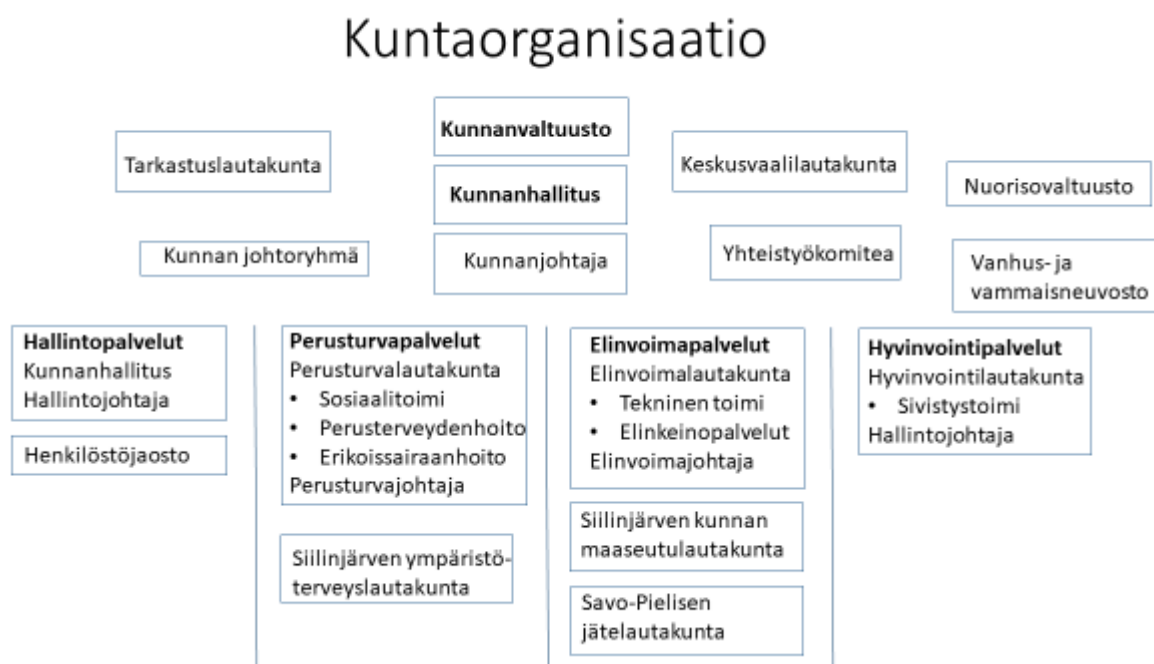 Kuntaorganisaatio
Kunnanvaltuusto
Tarkastuslautakunta
Keskusvaalilautakunta
Kunnanhallitus
Nuorisovaltuusto
Kunnan johtoryhmä
Kunnanjohtaja
Yhteistyökomitea
Vanhus- ja
vammaisneuvosto
Hallintopalvelut
Kunnanhallitus
Hallintojohtaja
Henkilöstöjaosto
Perusturvapalvelut
Perusturvalautakunta
• Sosiaalitoimi
• Perusterveydenhoito
• Erikoissairaanhoito
Perusturvajohtaja
Siilinjärven ympäristö-
terveyslautakunta
Elinvoimapalvelut
Elinvoimalautakunta
• Tekninen toimi
• Elinkeinopalvelut
Elinvoimajohtaja
Siilinjärven kunnan
maaseutulautakunta
Savo-Pielisen
jätelautakunta
Hyvinvointipalvelut
Hyvinvointilautakunta
• Sivistystoimi
Hallintojohtaja